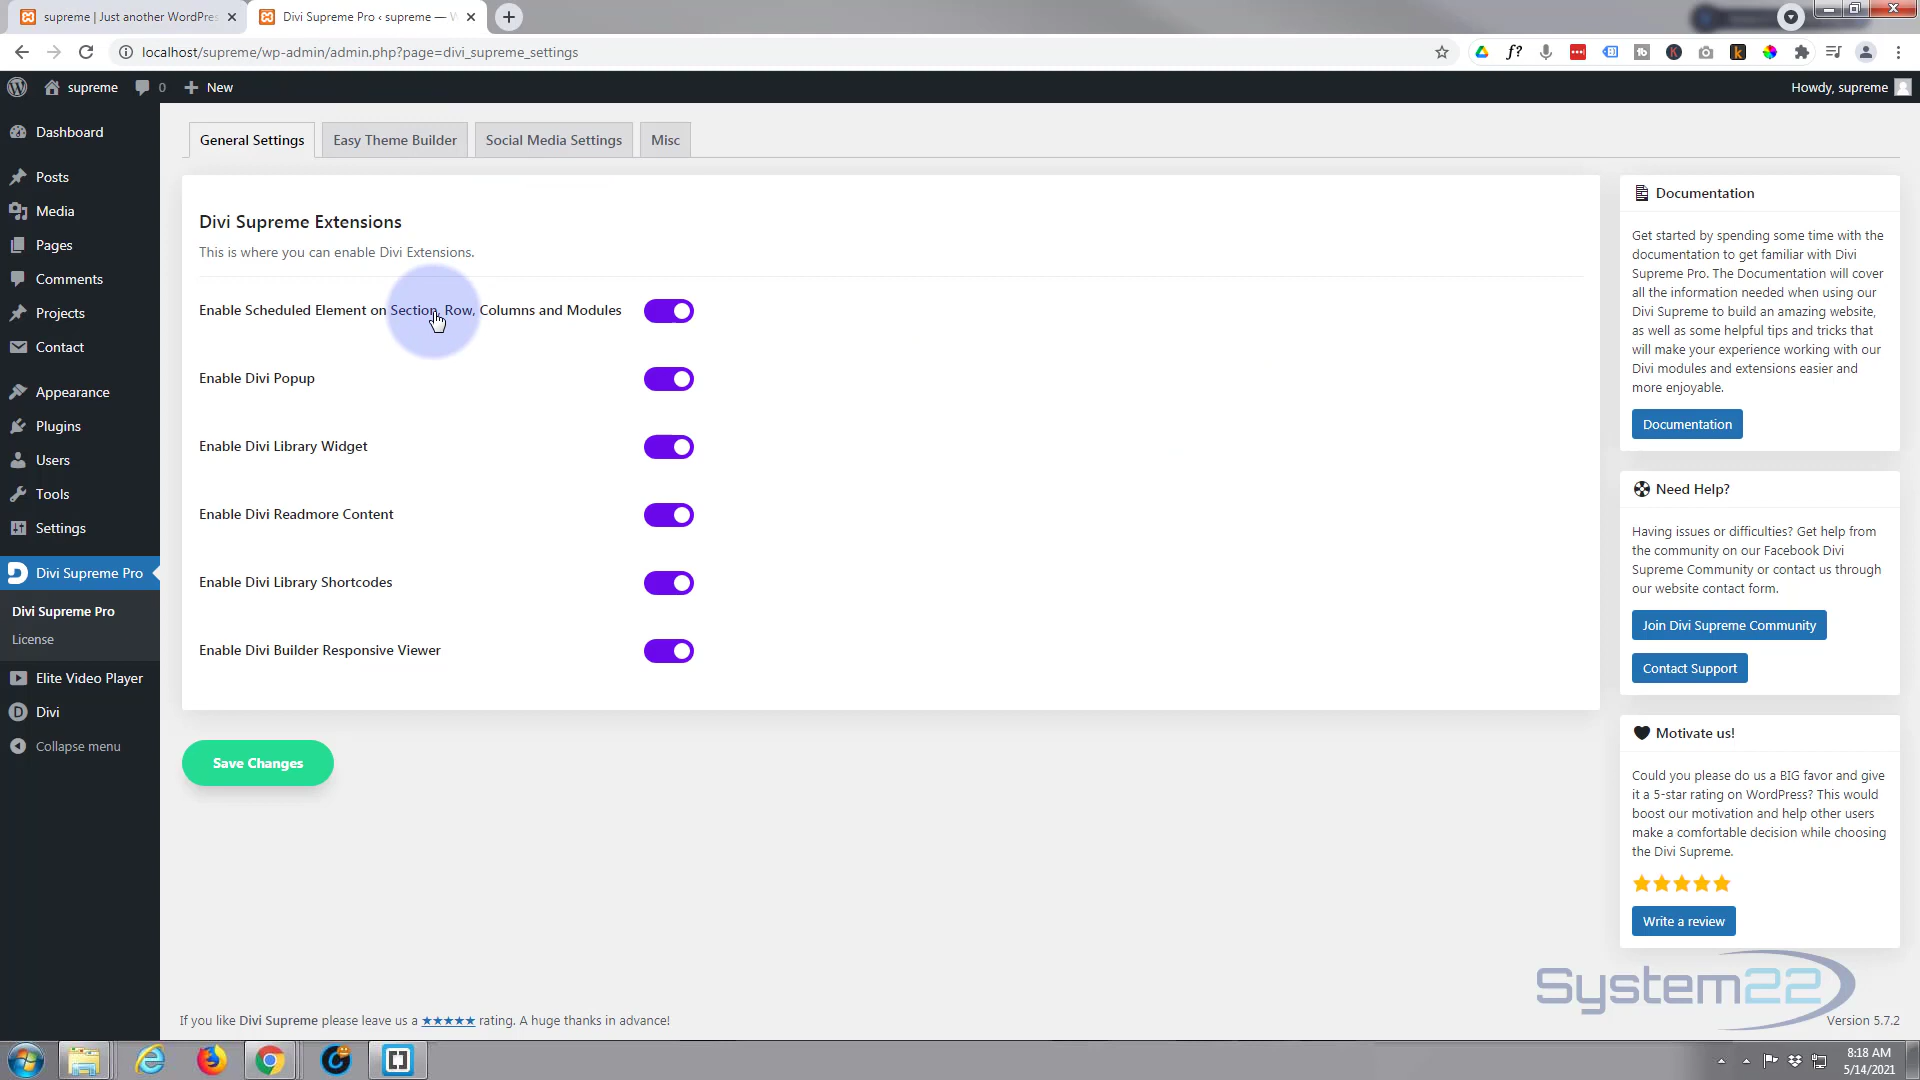 supreme | Just another WordPres
Divi Supreme Pro ‹ supreme — W
localhost/supreme/wp-admin/admin.php?page=divi_supreme_settings
supreme
0
New
Howdy, supreme
Dashboard
Posts
Media
Pages
Comments
Projects
Contact
Appearance
Plugins
Users
Tools
Settings
Divi Supreme Pro
Divi Supreme Pro
License
Elite Video Player
Divi
Collapse menu
General Settings
Easy Theme Builder
Social Media Settings
Misc
Divi Supreme Extensions
This is where you can enable Divi Extensions.
Enable Scheduled Element on Section, Row, Columns and Modules
Enable Divi Popup
Enable Divi Library Widget
Enable Divi Readmore Content
Enable Divi Library Shortcodes
Enable Divi Builder Responsive Viewer
Save Changes
Documentation
Get started by spending some time with the
documentation to get familiar with Divi
Supreme Pro. The Documentation will cover
all the information needed when using our
Divi Supreme to build an amazing website,
as well as some helpful tips and tricks that
will make your experience working with our
Divi modules and extensions easier and
more enjoyable.
Documentation
Need Help?
Having issues or difficulties? Get help from
the community on our Facebook Divi
Supreme Community or contact us through
our website contact form.
Join Divi Supreme Community
Contact Support
Motivate us!
Could you please do us a BIG favor and give
it a 5-star rating on WordPress? This would
boost our motivation and help other users
make a comfortable decision while choosing
the Divi Supreme.
Write a review
System22
If you like Divi Supreme please leave us a ★★★★★ rating. A huge thanks in advance!
Version 5.7.2
8:18 AM
5/14/2021